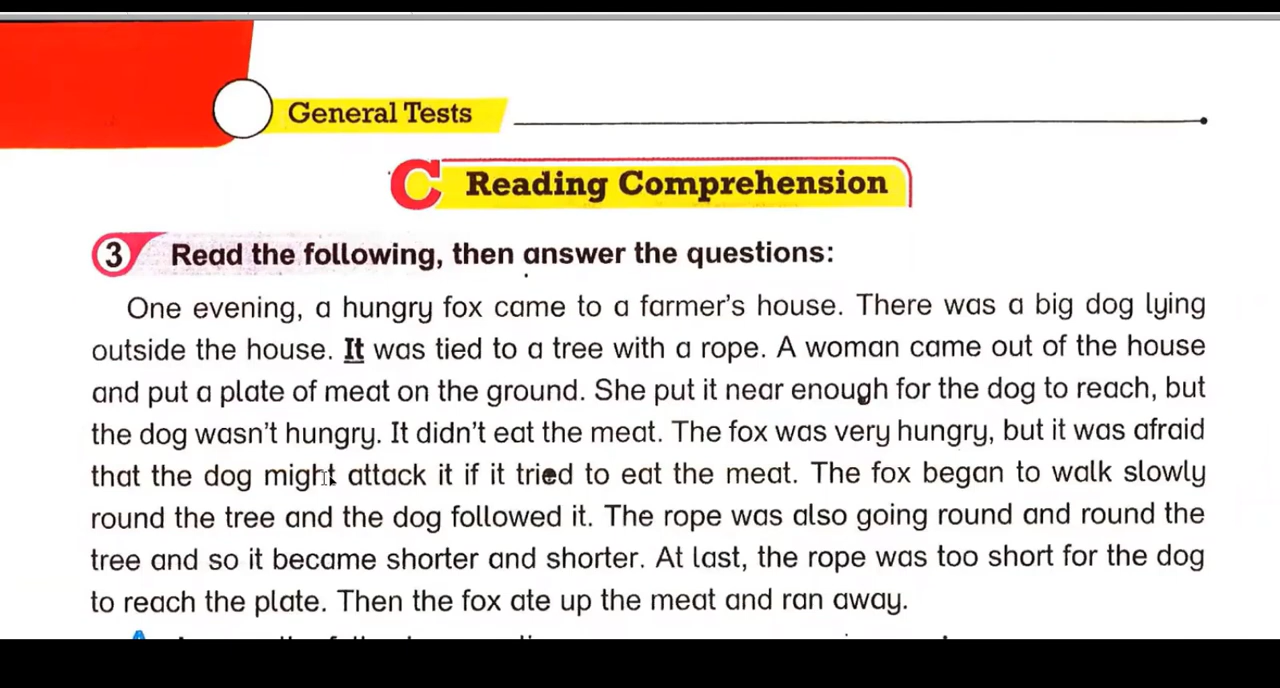 General Tests
C Reading Comprehension
3 Read the following, then answer the questions:
One evening, a hungry fox came to a farmer's house. There was a big dog lying
outside the house. It was tied to a tree with a rope. A woman came out of the house
and put a plate of meat on the ground. She put it near enough for the dog to reach, but
the dog wasn't hungry. It didn't eat the meat. The fox was very hungry, but it was afraid
that the dog might attack it if it tried to eat the meat. The fox began to walk slowly
round the tree and the dog followed it. The rope was also going round and round the
tree and so it became shorter and shorter. At last, the rope was too short for the dog
to reach the plate. Then the fox ate up the meat and ran away.